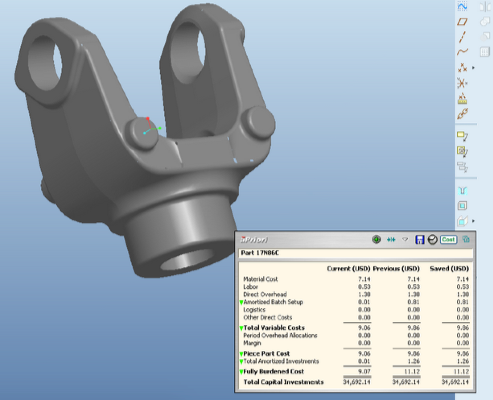 aPriori
Cost
Part 17N86C
Current (USD) Previous (USD) Saved (USD)
Material Cost 7.14 7.14 7.14
Labor 0.53 0.53 0.53
Direct Overhead 1.38 1.38 1.38
Amortized Batch Setup 0.01 0.01 0.01
Logistics 0.00 0.00 0.00
Other Direct Costs 0.00 0.00 0.00
Total Variable Costs 9.06 9.06 9.06
Period Overhead Allocations 0.00 0.00 0.00
Margin 0.00 0.00 0.00
Piece Part Cost 9.06 9.06 9.06
Total Amortized Investments 0.01 1.26 1.26
Fully Burdened Cost 9.07 11.12 11.12
Total Capital Investments 34,692.14 34,692.14 34,692.14